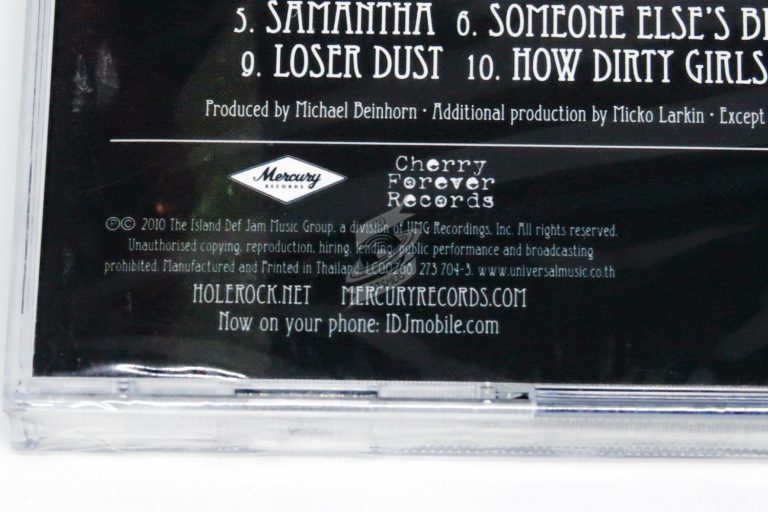 5. SAMANTHA 6. SOMEONE ELSE'S
9. LOSER DUST 10. HOW DIRTY GIRLS
Produced by Michael Beinhorn · Additional production by Micko Larkin · Except
Mercury
RECORDS
Cherry
Forever
Records
℗© 2010 The Island Def Jam Music Group, a division of UMG Recordings, Inc. All rights reserved.
Unauthorised copying, reproduction, hiring, lending, public performance and broadcasting
prohibited. Manufactured and Printed in Thailand. LC00268 273 704-3. www.universalmusic.co.th
HOLEROCK.NET MERCURYRECORDS.COM
Now on your phone: IDJmobile.com